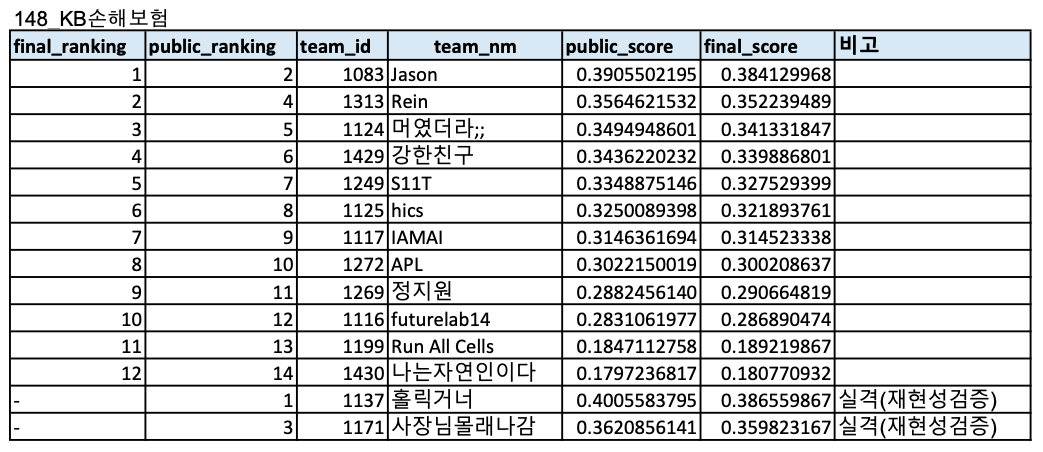 148_KB손해보험
final_ranking public_ranking team_id team_nm public_score final_score 비고
1 2 1083 Jason 0.3905502195 0.384129968
2 4 1313 Rein 0.3564621532 0.352239489
3 5 1124 머였더라;; 0.3494948601 0.341331847
4 6 1429 강한친구 0.3436220232 0.339886801
5 7 1249 S11T 0.3348875146 0.327529399
6 8 1125 hics 0.3250089398 0.321893761
7 9 1117 IAMAI 0.3146361694 0.314523338
8 10 1272 APL 0.3022150019 0.300208637
9 11 1269 정지원 0.2882456140 0.290664819
10 12 1116 futurelab14 0.2831061977 0.286890474
11 13 1199 Run All Cells 0.1847112758 0.189219867
12 14 1430 나는자연인이다 0.1797236817 0.180770932
- 1 1137 홀릭거너 0.4005583795 0.386559867 실격(재현성검증)
- 3 1171 사장님몰래나감 0.3620856141 0.359823167 실격(재현성검증)